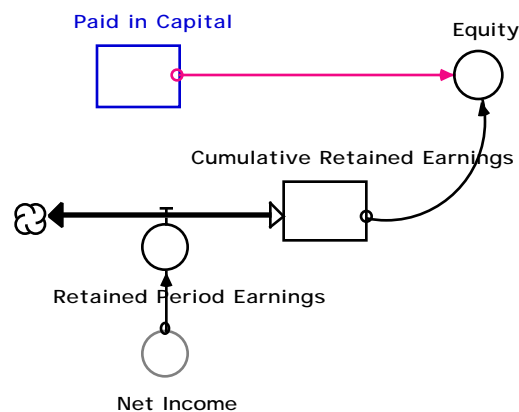 Paid in Capital
Equity
Cumulative Retained Earnings
Retained Period Earnings
Net Income